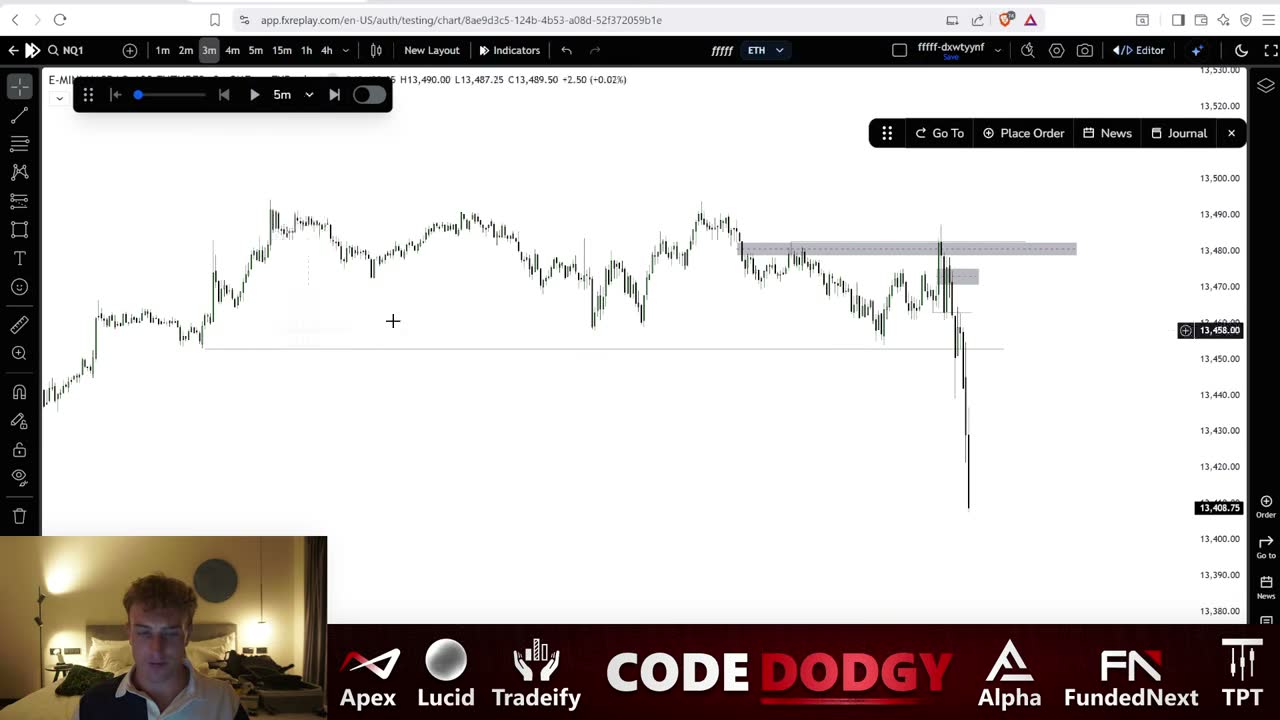 app.fxreplay.com/en-US/auth/testing/chart/8ae9d3c5-124b-4b53-a08d-52f372059b1e
NQ1 1m 2m 3m 4m 5m 15m 1h 4h New Layout Indicators fffff ETH fffff-dxwtyynf Save Editor
H13,490.00 L13,487.25 C13,489.50 +2.50 (+0.02%)
5m
Go To Place Order News Journal
13,530.00
13,520.00
13,500.00
13,490.00
13,480.00
13,470.00
13,458.00
13,450.00
13,440.00
13,430.00
13,420.00
13,408.75
13,400.00
13,390.00
13,380.00
Order
Go to
News
CODE DODGY
Apex Lucid Tradeify Alpha FundedNext TPT